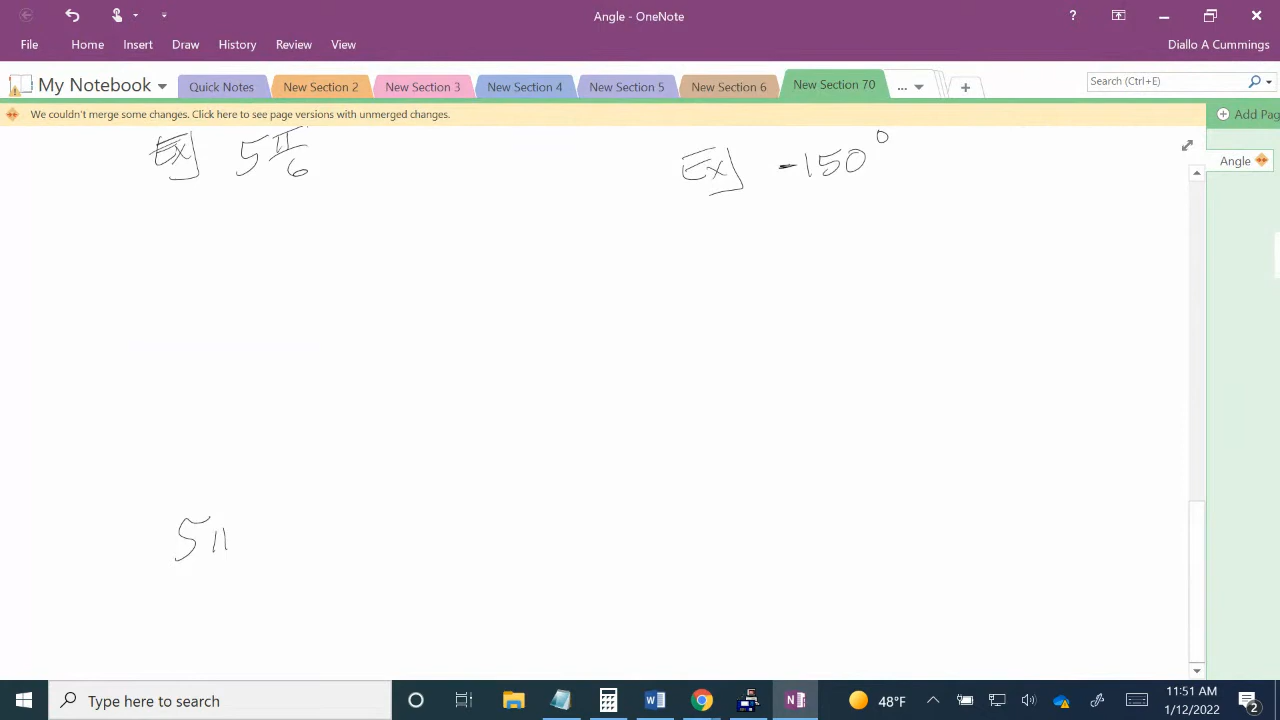 Angle - OneNote
?
File Home Insert Draw History Review View
Diallo A Cummings
My Notebook Quick Notes New Section 2 New Section 3 New Section 4 New Section 5 New Section 6 New Section 70 ... +
Search (Ctrl+E)
We couldn't merge some changes. Click here to see page versions with unmerged changes.
Add Pag
Angle
Ex] 5π/6
Ex] -150°
5π
Type here to search
48°F
11:51 AM
1/12/2022
2